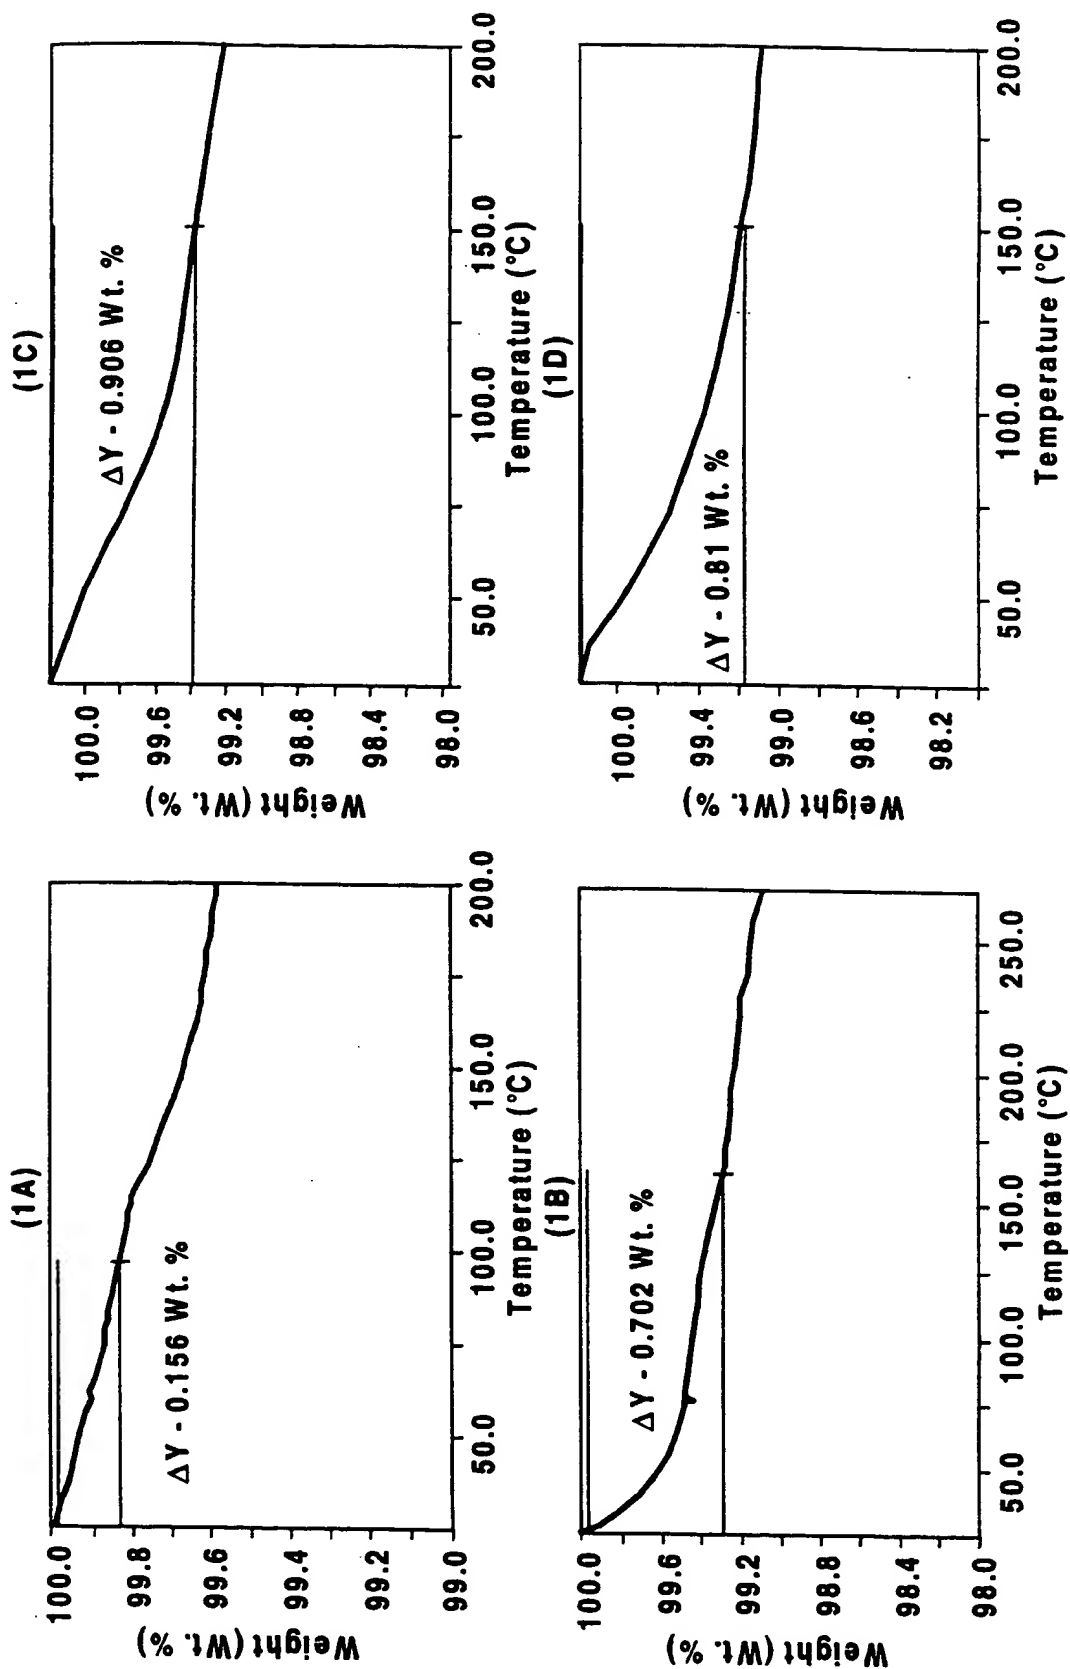 (1A)
100.0
99.8
99.6
99.4
99.2
99.0
Weight (Wt. %)
ΔY - 0.156 Wt. %
50.0
100.0
150.0
200.0
Temperature (°C)
(1C)
100.0
99.6
99.2
98.8
98.4
98.0
Weight (Wt. %)
ΔY - 0.906 Wt. %
50.0
100.0
150.0
200.0
Temperature (°C)
(1B)
100.0
99.6
99.2
98.8
98.4
98.0
Weight (Wt. %)
ΔY - 0.702 Wt. %
50.0
100.0
150.0
200.0
250.0
Temperature (°C)
(1D)
100.0
99.4
99.0
98.6
98.2
Weight (Wt. %)
ΔY - 0.81 Wt. %
50.0
100.0
150.0
200.0
Temperature (°C)